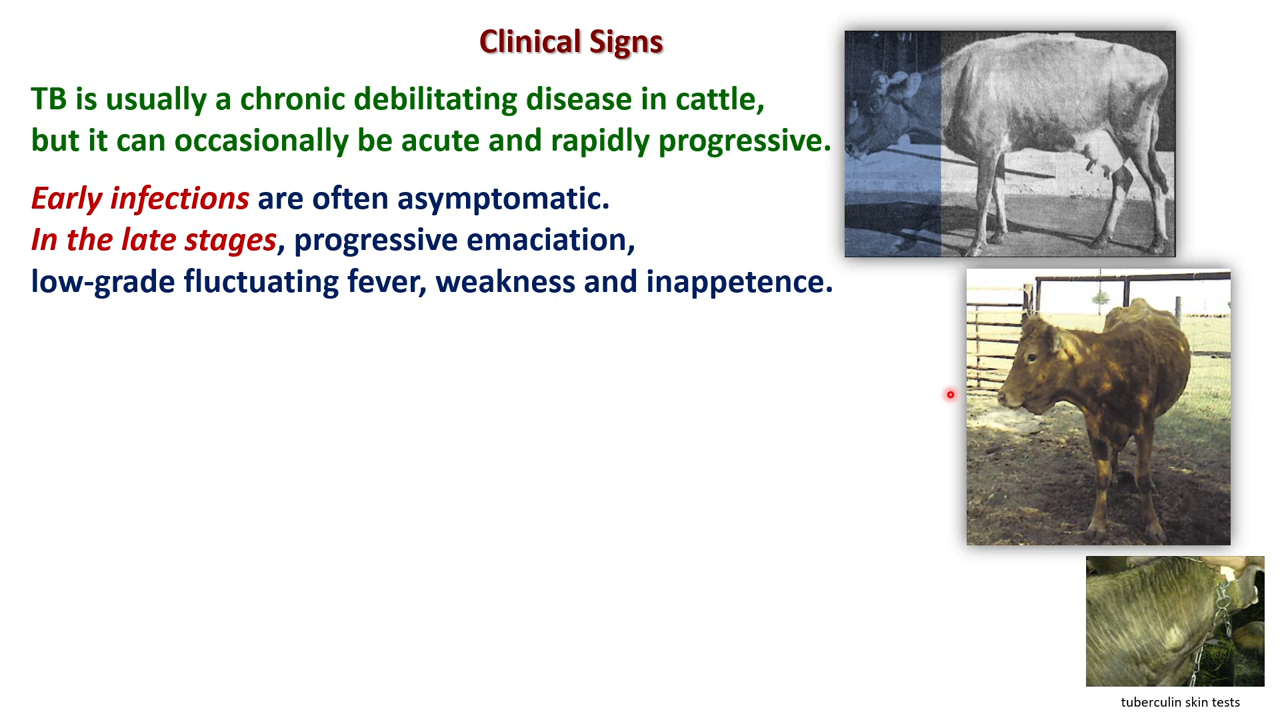 Clinical Signs
TB is usually a chronic debilitating disease in cattle,
but it can occasionally be acute and rapidly progressive.
Early infections are often asymptomatic.
In the late stages, progressive emaciation,
low-grade fluctuating fever, weakness and inappetence.
tuberculin skin tests